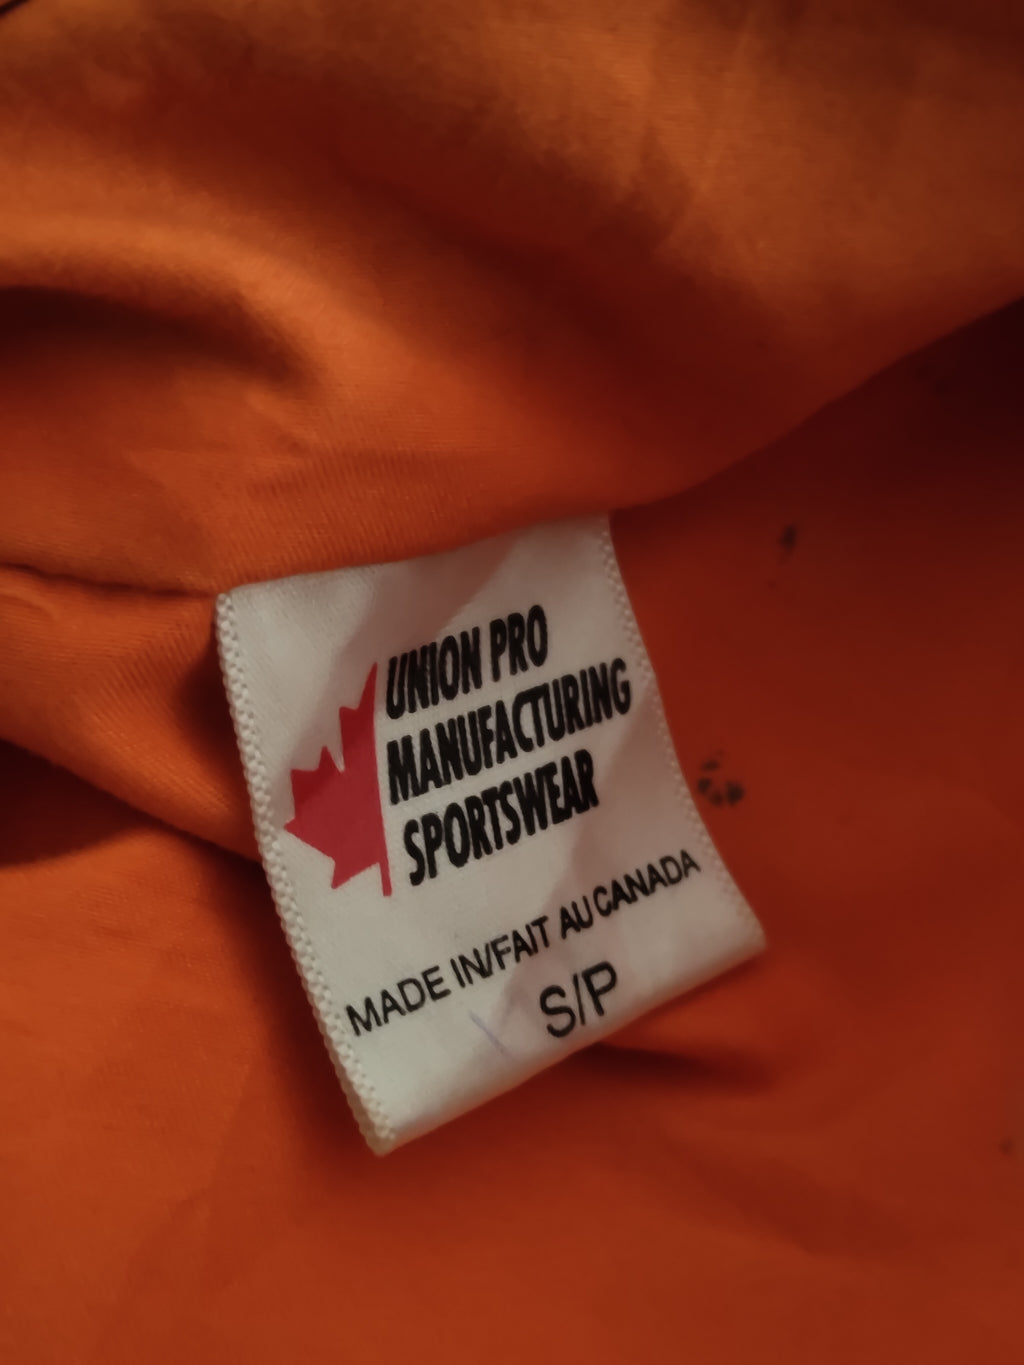 UNION PRO
MANUFACTURING
SPORTSWEAR
MADE IN/FAIT AU CANADA
S/P